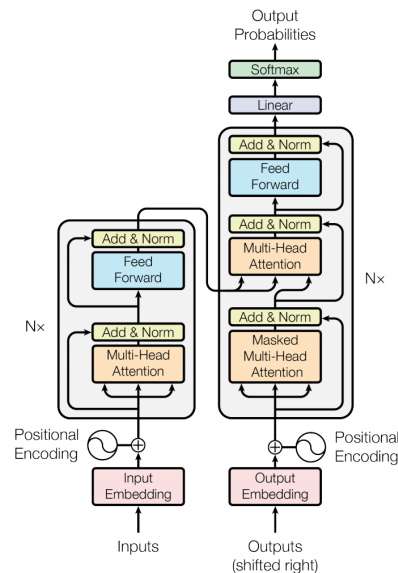 Output
Probabilities
Softmax
Linear
Add & Norm
Feed
Forward
Add & Norm
Multi-Head
Attention
Add & Norm
Masked
Multi-Head
Attention
Nx
Add & Norm
Feed
Forward
Add & Norm
Multi-Head
Attention
Nx
Positional
Encoding
Input
Embedding
Inputs
Positional
Encoding
Output
Embedding
Outputs
(shifted right)